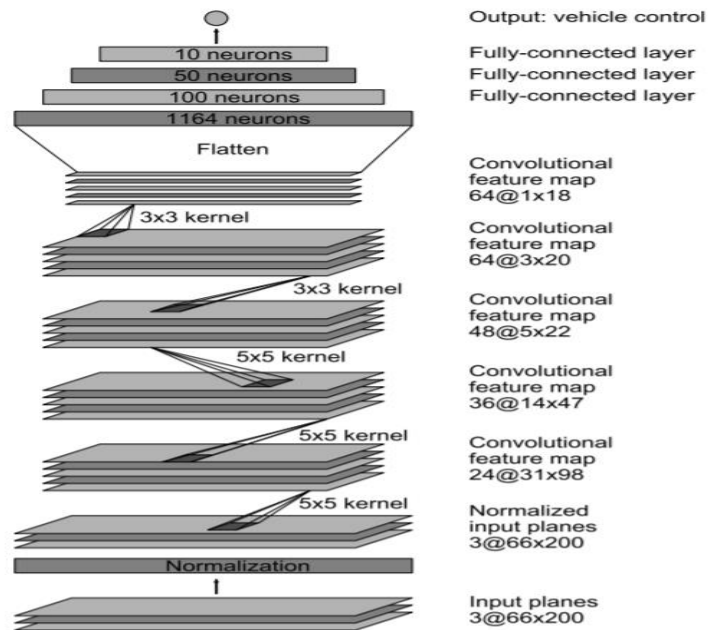 Output: vehicle control
10 neurons
Fully-connected layer
50 neurons
Fully-connected layer
100 neurons
Fully-connected layer
1164 neurons
Fully-connected layer
Flatten
Convolutional
feature map
64@1x18
3x3 kernel
Convolutional
feature map
64@3x20
3x3 kernel
Convolutional
feature map
48@5x22
5x5 kernel
Convolutional
feature map
36@14x47
5x5 kernel
Convolutional
feature map
24@31x98
5x5 kernel
Normalized
input planes
3@66x200
Normalization
Input planes
3@66x200